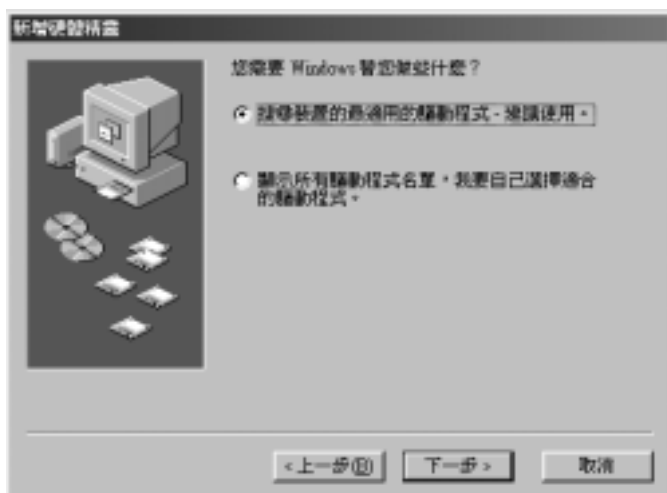 新增硬體精靈
您需要 Windows 替您做些什麼？
搜尋裝置的最適用的驅動程式 - 建議使用。
顯示所有驅動程式名單，我要自己選擇適合
的驅動程式。
<上一步(B)
下一步 >
取消